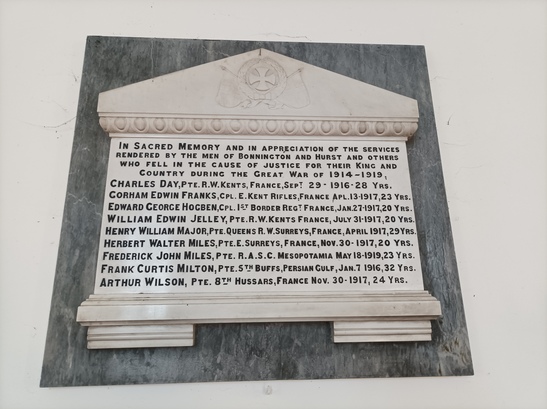 In Sacred Memory and in appreciation of the services
rendered by the men of Bonnington and Hurst and others
who fell in the cause of justice for their King and
Country during the Great War of 1914-1919,
Charles Day, Pte. R.W. Kents, France, Sept 29-1916-28 Yrs.
Gorham Edwin Franks, Cpl. E. Kent Rifles, France Apl. 13-1917, 23 Yrs.
Edward George Hogben, Cpl. 1st Border Regt France, Jan. 27-1917, 20 Yrs.
William Edwin Jelley, Pte. R.W. Kents France, July 31-1917, 20 Yrs.
Henry William Major, Pte. Queens R.W. Surreys, France, April 1917, 29 Yrs.
Herbert Walter Miles, Pte. E. Surreys, France, Nov. 30-1917, 20 Yrs.
Frederick John Miles, Pte. R.A.S.C. Mesopotamia May 18-1919, 23 Yrs.
Frank Curtis Milton, Pte. 5th Buffs, Persian Gulf, Jan. 7 1916, 32 Yrs.
Arthur Wilson, Pte. 8th Hussars, France Nov. 30-1917, 24 Yrs.